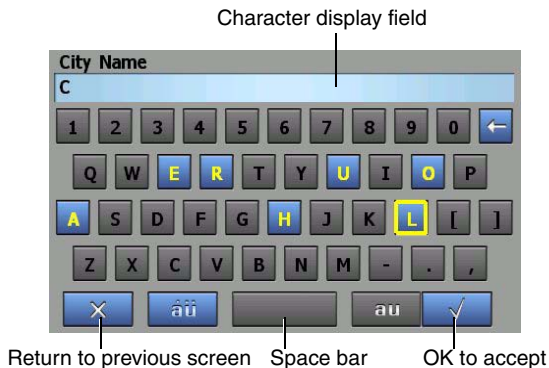 Character display field
City Name
C
1 2 3 4 5 6 7 8 9 0 ←
Q W E R T Y U I O P
A S D F G H J K L [ ]
Z X C V B N M - . ,
X áü au √
Return to previous screen Space bar OK to accept